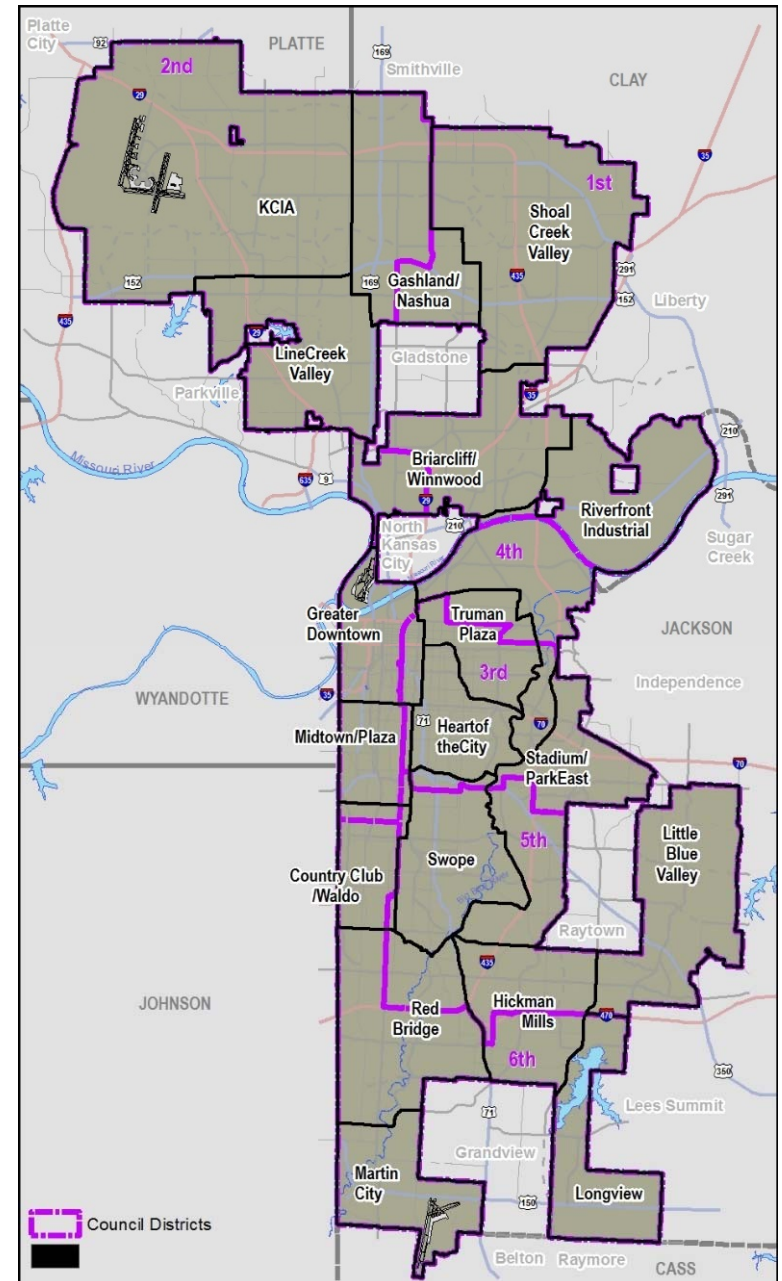 Platte
City
92
PLATTE
169
Smithville
CLAY
2nd
29
35
1st
KCIA
Shoal
Creek
Valley
435
291
152
Liberty
152
169
Gashland/
Nashua
435
29
LineCreek
Valley
Gladstone
Parkville
35
210
Missouri River
Briarcliff/
Winnwood
635
9
29
291
Riverfront
Industrial
North
Kansas
City
210
Sugar
Creek
4th
Greater
Downtown
Truman
Plaza
JACKSON
3rd
Independence
WYANDOTTE
35
71
70
Midtown/Plaza
Heartof
theCity
Stadium/
ParkEast
70
5th
Little
Blue
Valley
Swope
Country Club
/Waldo
Raytown
435
JOHNSON
Red
Bridge
Hickman
Mills
470
6th
350
Lees Summit
71
Grandview
Martin
City
150
Longview
Council Districts
Belton
Raymore
CASS